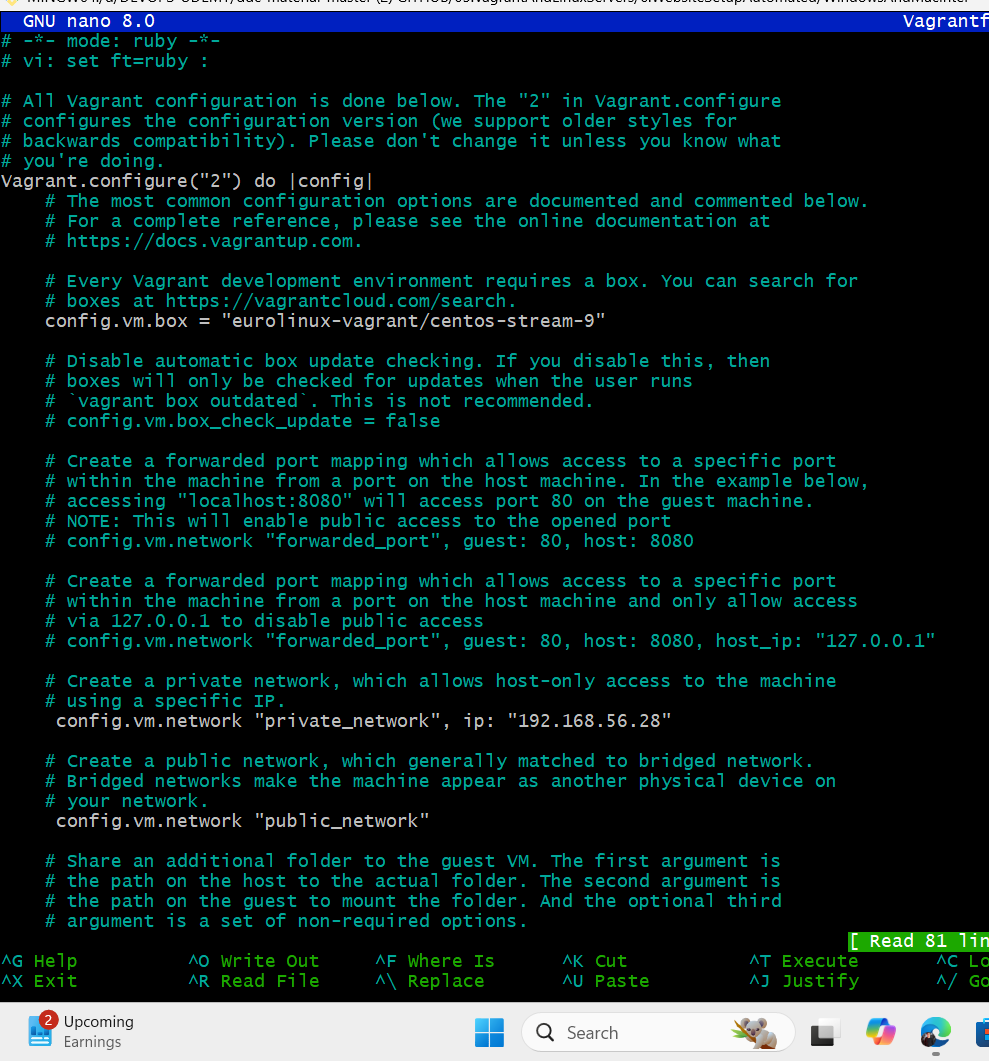 GNU nano 8.0 Vagrantf
# -*- mode: ruby -*-
# vi: set ft=ruby :
# All Vagrant configuration is done below. The "2" in Vagrant.configure
# configures the configuration version (we support older styles for
# backwards compatibility). Please don't change it unless you know what
# you're doing.
Vagrant.configure("2") do |config|
# The most common configuration options are documented and commented below.
# For a complete reference, please see the online documentation at
# https://docs.vagrantup.com.
# Every Vagrant development environment requires a box. You can search for
# boxes at https://vagrantcloud.com/search.
config.vm.box = "eurolinux-vagrant/centos-stream-9"
# Disable automatic box update checking. If you disable this, then
# boxes will only be checked for updates when the user runs
# `vagrant box outdated`. This is not recommended.
# config.vm.box_check_update = false
# Create a forwarded port mapping which allows access to a specific port
# within the machine from a port on the host machine. In the example below,
# accessing "localhost:8080" will access port 80 on the guest machine.
# NOTE: This will enable public access to the opened port
# config.vm.network "forwarded_port", guest: 80, host: 8080
# Create a forwarded port mapping which allows access to a specific port
# within the machine from a port on the host machine and only allow access
# via 127.0.0.1 to disable public access
# config.vm.network "forwarded_port", guest: 80, host: 8080, host_ip: "127.0.0.1"
# Create a private network, which allows host-only access to the machine
# using a specific IP.
config.vm.network "private_network", ip: "192.168.56.28"
# Create a public network, which generally matched to bridged network.
# Bridged networks make the machine appear as another physical device on
# your network.
config.vm.network "public_network"
# Share an additional folder to the guest VM. The first argument is
# the path on the host to the actual folder. The second argument is
# the path on the guest to mount the folder. And the optional third
# argument is a set of non-required options.
[ Read 81 lin
^G Help ^O Write Out ^F Where Is ^K Cut ^T Execute ^C Lo
^X Exit ^R Read File ^\ Replace ^U Paste ^J Justify ^/ Go
2 Upcoming
Earnings
Search